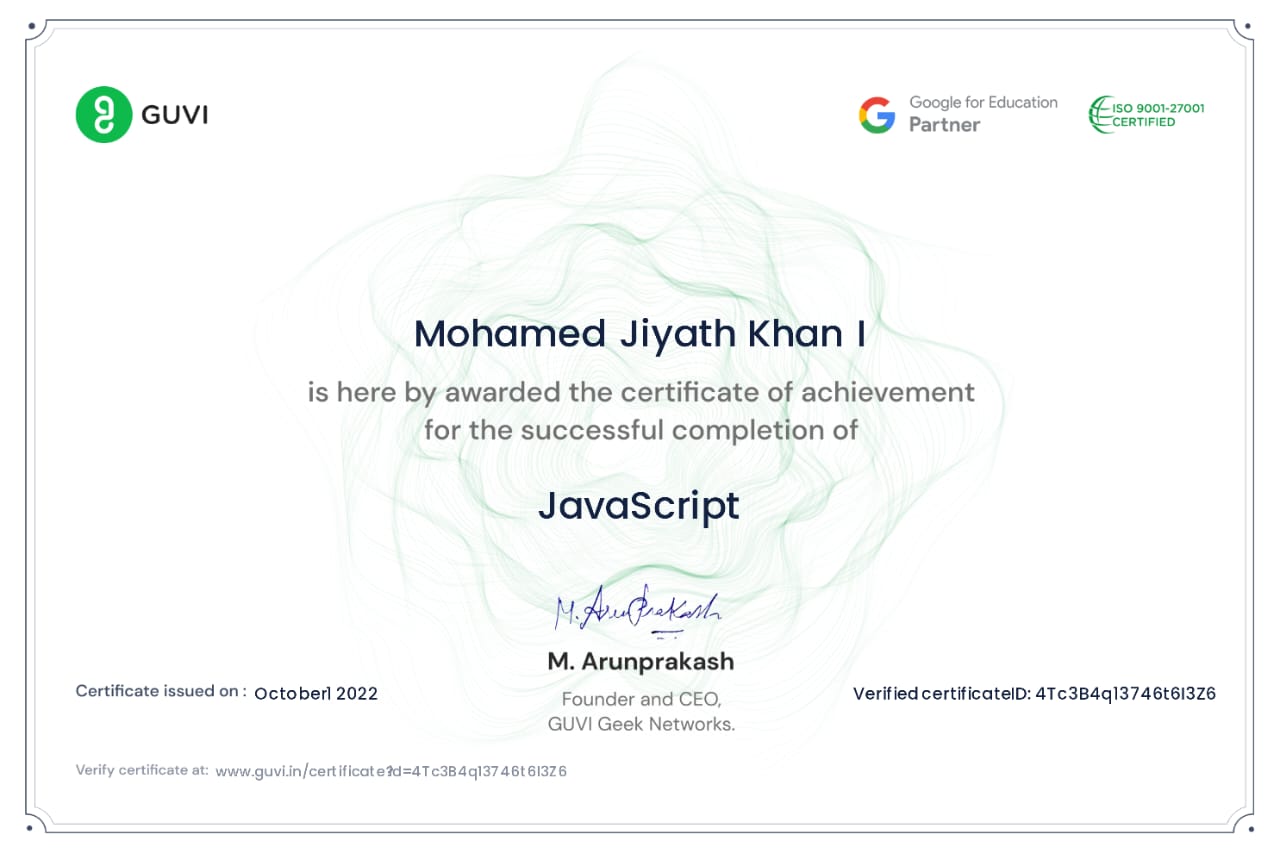 GUVI
Google for Education
Partner
ISO 9001-27001
CERTIFIED
Mohamed Jiyath Khan I
is here by awarded the certificate of achievement
for the successful completion of
JavaScript
M. Arunprakash
M. Arunprakash
Founder and CEO,
GUVI Geek Networks.
Certificate issued on : October1 2022
Verified certificateID: 4Tc3B4q13746t6I3Z6
Verify certificate at: www.guvi.in/certificate?id=4Tc3B4q13746t6I3Z6